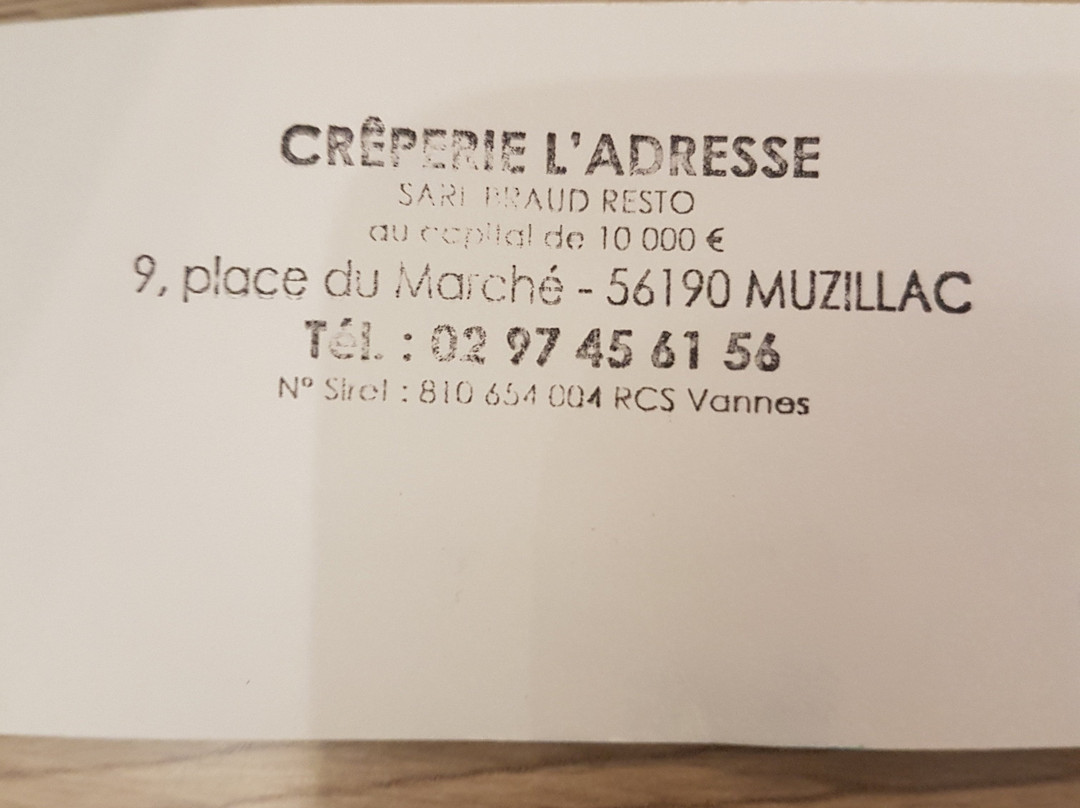 CRÊPERIE L'ADRESSE
SARL BRAUD RESTO
au capital de 10 000 €
9, place du Marché - 56190 MUZILLAC
Tél. : 02 97 45 61 56
N° Siret : 810 654 004 RCS Vannes